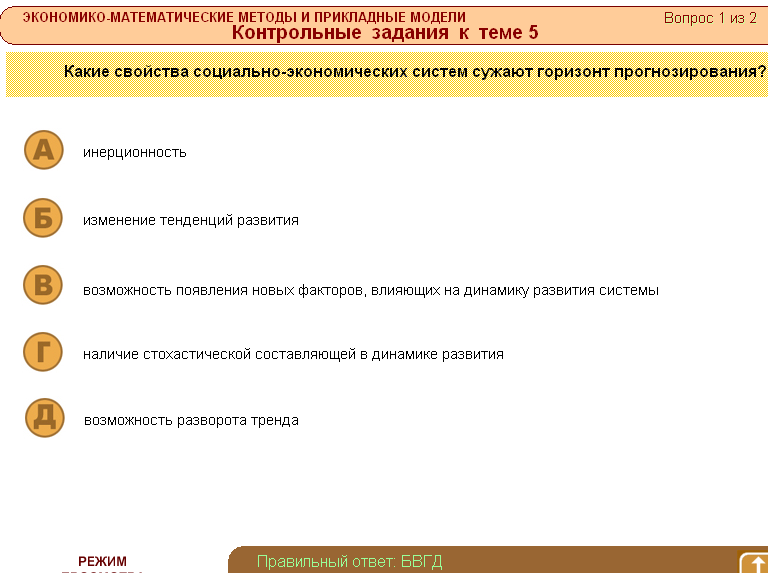 ЭКОНОМИКО-МАТЕМАТИЧЕСКИЕ МЕТОДЫ И ПРИКЛАДНЫЕ МОДЕЛИ
Вопрос 1 из 2
Контрольные задания к теме 5
Какие свойства социально-экономических систем сужают горизонт прогнозирования?
А
инерционность
Б
изменение тенденций развития
В
возможность появления новых факторов, влияющих на динамику развития системы
Г
наличие стохастической составляющей в динамике развития
Д
возможность разворота тренда
РЕЖИМ
Правильный ответ: БВГД